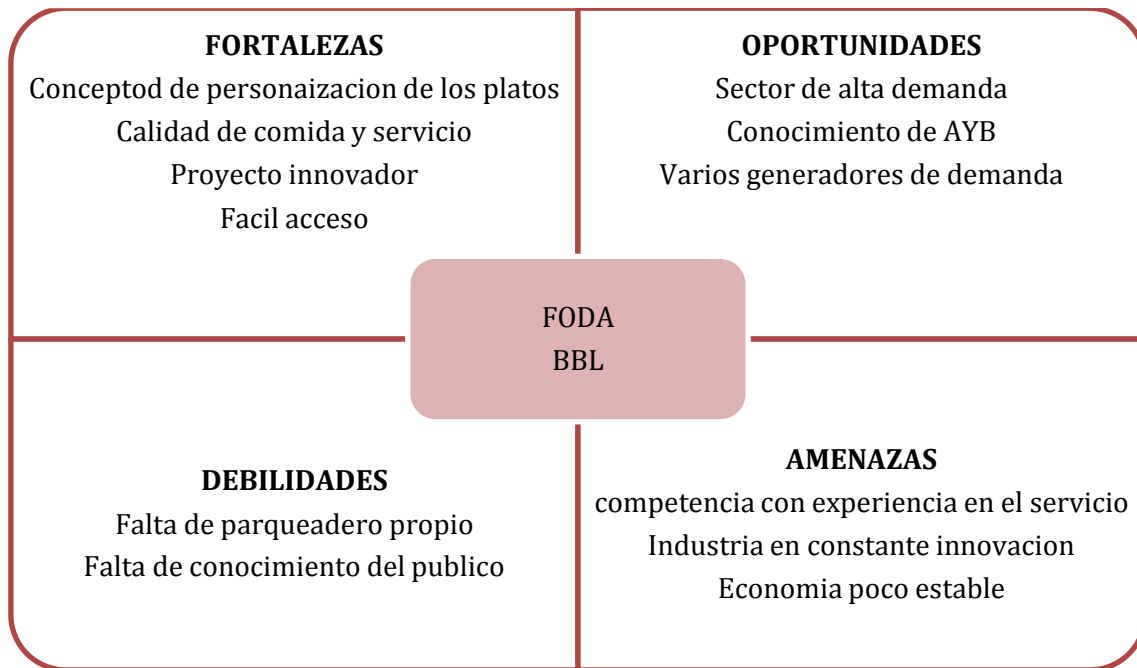 FORTALEZAS
Conceptod de personaizacion de los platos
Calidad de comida y servicio
Proyecto innovador
Facil acceso
OPORTUNIDADES
Sector de alta demanda
Conocimiento de AYB
Varios generadores de demanda
FODA
BBL
DEBILIDADES
Falta de parqueadero propio
Falta de conocimiento del publico
AMENAZAS
competencia con experiencia en el servicio
Industria en constante innovacion
Economia poco estable